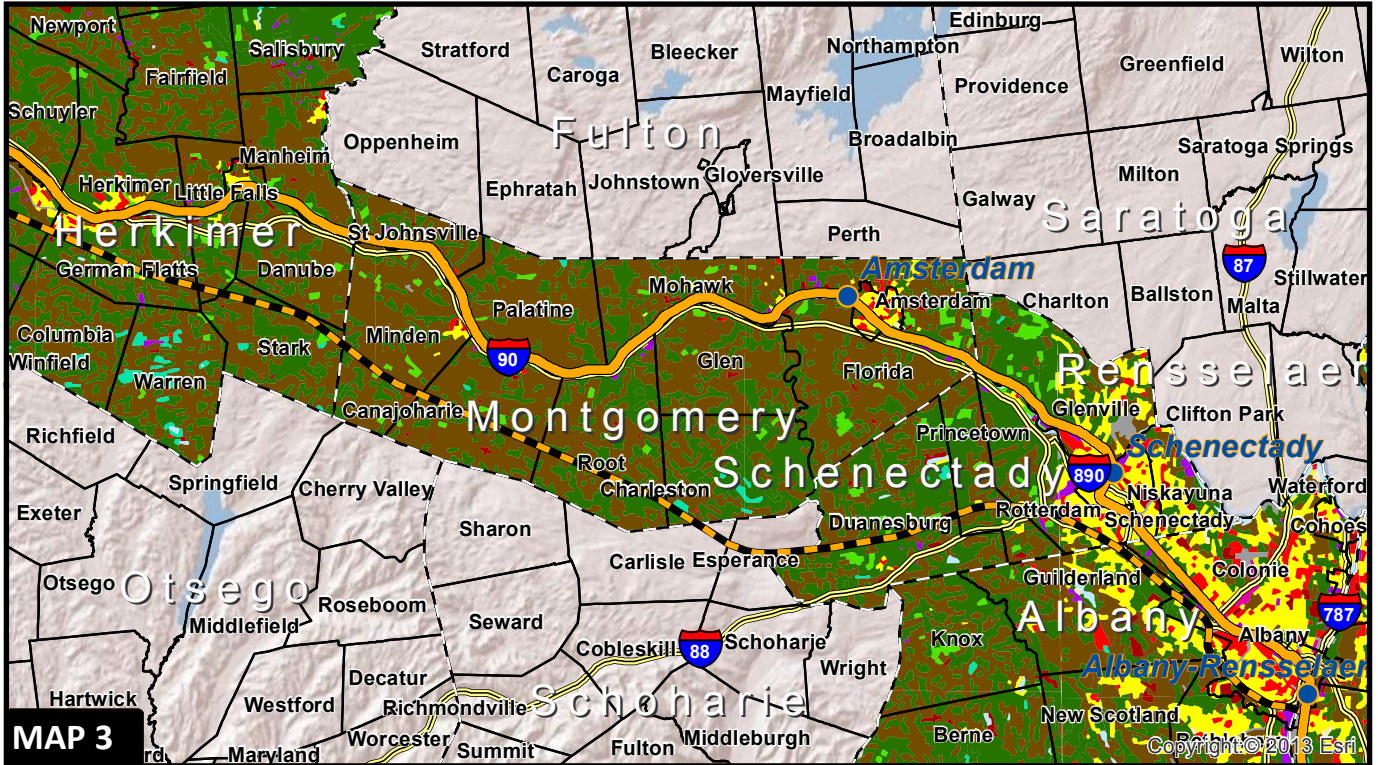 Newport
Salisbury
Stratford
Bleecker
Northampton
Edinburg
Wilton
Fairfield
Caroga
Mayfield
Providence
Greenfield
Schuyler
Fulton
Oppenheim
Broadalbin
Saratoga Springs
Manheim
Herkimer
Little Falls
Ephratah
Johnstown
Gloversville
Milton
Galway
Saratoga
Herkimer
St Johnsville
Perth
87
Amsterdam
German Flatts
Danube
Mohawk
Amsterdam
Charlton
Ballston
Stillwater
Malta
Palatine
Columbia
Minden
Winfield
Stark
90
Glen
Florida
Rensselaer
Warren
Canajoharie
Montgomery
Glenville
Clifton Park
Richfield
Princetown
Schenectady
Root
Schenectady
890
Springfield
Cherry Valley
Charleston
Niskayuna
Waterford
Exeter
Sharon
Duanesburg
Rotterdam
Schenectady
Cohoes
Carlisle
Esperance
Colonie
Otsego
Otsego
Guilderland
Roseboom
Middlefield
Seward
Albany
787
Cobleskill
88
Schoharie
Knox
Albany
Wright
Albany-Rensselaer
Decatur
Hartwick
Westford
Richmondville
Schoharie
New Scotland
MAP 3
Worcester
Summit
Fulton
Middleburgh
Berne
Maryland
Copyright:© 2013 Esri